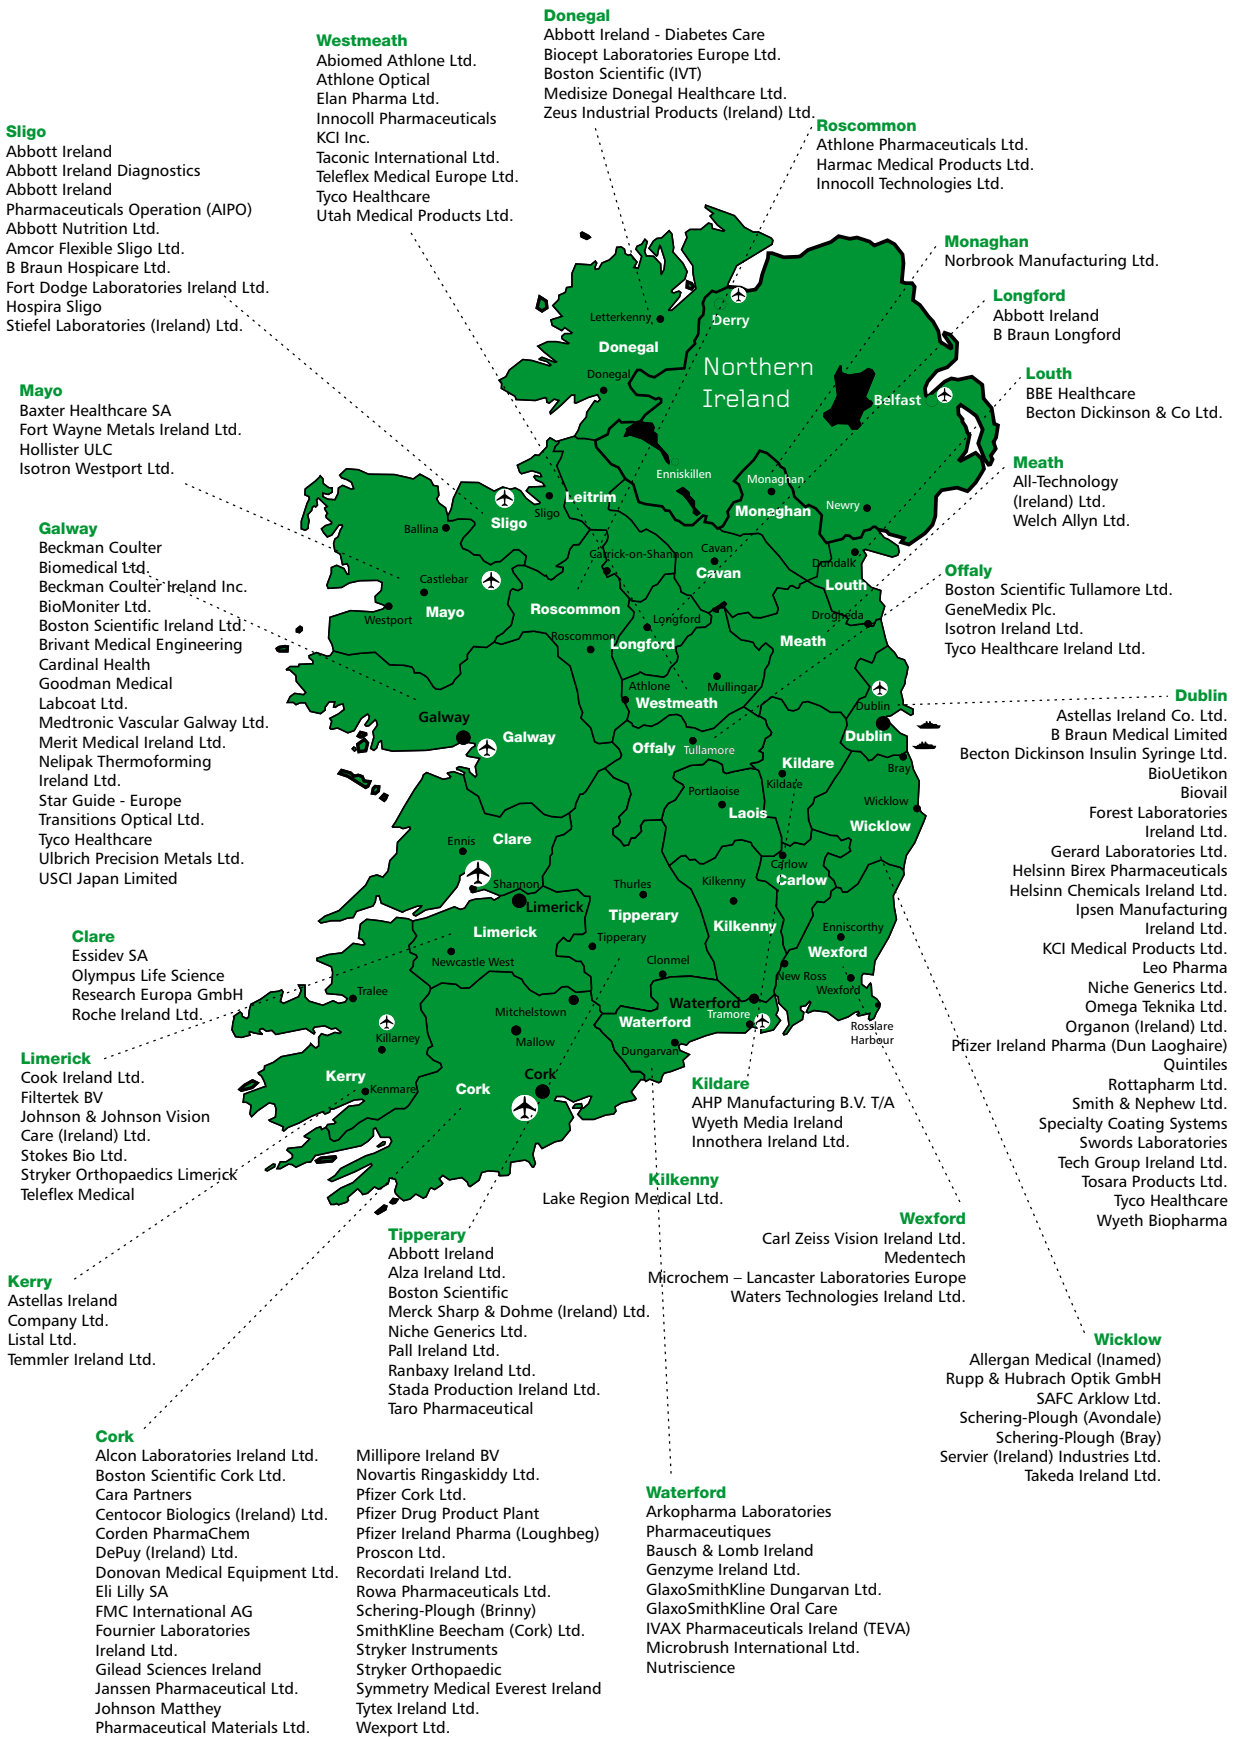 Donegal
Abbott Ireland - Diabetes Care
Biocept Laboratories Europe Ltd.
Boston Scientific (IVT)
Medisize Donegal Healthcare Ltd.
Zeus Industrial Products (Ireland) Ltd.
Westmeath
Abiomed Athlone Ltd.
Athlone Optical
Elan Pharma Ltd.
Innocoll Pharmaceuticals
KCI Inc.
Taconic International Ltd.
Teleflex Medical Europe Ltd.
Tyco Healthcare
Utah Medical Products Ltd.
Roscommon
Athlone Pharmaceuticals Ltd.
Harmac Medical Products Ltd.
Innocoll Technologies Ltd.
Sligo
Abbott Ireland
Abbott Ireland Diagnostics
Abbott Ireland
Pharmaceuticals Operation (AIPO)
Abbott Nutrition Ltd.
Amcor Flexible Sligo Ltd.
B Braun Hospicare Ltd.
Fort Dodge Laboratories Ireland Ltd.
Hospira Sligo
Stiefel Laboratories (Ireland) Ltd.
Monaghan
Norbrook Manufacturing Ltd.
Longford
Abbott Ireland
B Braun Longford
Louth
BBE Healthcare
Becton Dickinson & Co Ltd.
Mayo
Baxter Healthcare SA
Fort Wayne Metals Ireland Ltd.
Hollister ULC
Isotron Westport Ltd.
Meath
All-Technology
(Ireland) Ltd.
Welch Allyn Ltd.
Galway
Beckman Coulter
Biomedical Ltd.
Beckman Coulter Ireland Inc.
BioMoniter Ltd.
Boston Scientific Ireland Ltd.
Brivant Medical Engineering
Cardinal Health
Goodman Medical
Labcoat Ltd.
Medtronic Vascular Galway Ltd.
Merit Medical Ireland Ltd.
Nelipak Thermoforming
Ireland Ltd.
Star Guide - Europe
Transitions Optical Ltd.
Tyco Healthcare
Ulbrich Precision Metals Ltd.
USCI Japan Limited
Offaly
Boston Scientific Tullamore Ltd.
GeneMedix Plc.
Isotron Ireland Ltd.
Tyco Healthcare Ireland Ltd.
Dublin
Astellas Ireland Co. Ltd.
B Braun Medical Limited
Becton Dickinson Insulin Syringe Ltd.
BioUetikon
Biovail
Forest Laboratories
Ireland Ltd.
Gerard Laboratories Ltd.
Helsinn Birex Pharmaceuticals
Helsinn Chemicals Ireland Ltd.
Ipsen Manufacturing
Ireland Ltd.
KCI Medical Products Ltd.
Leo Pharma
Niche Generics Ltd.
Omega Teknika Ltd.
Organon (Ireland) Ltd.
Pfizer Ireland Pharma (Dun Laoghaire)
Quintiles
Rottapharm Ltd.
Smith & Nephew Ltd.
Specialty Coating Systems
Swords Laboratories
Tech Group Ireland Ltd.
Tosara Products Ltd.
Tyco Healthcare
Wyeth Biopharma
Letterkenny
Derry
Donegal
Northern
Ireland
Donegal
Belfast
Enniskillen
Monaghan
Leitrim
Sligo
Sligo
Monaghan
Newry
Ballina
Carrick-on-Shannon
Cavan
Cavan
Dundalk
Castlebar
Louth
Mayo
Westport
Roscommon
Longford
Drogheda
Roscommon
Longford
Meath
Athlone
Mullingar
Westmeath
Dublin
Galway
Galway
Offaly
Tullamore
Dublin
Kildare
Bray
Kildare
Portlaoise
Laois
Wicklow
Wicklow
Clare
Ennis
Carlow
Carlow
Shannon
Thurles
Kilkenny
Limerick
Tipperary
Kilkenny
Enniscorthy
Limerick
Tipperary
Wexford
Newcastle West
Clonmel
New Ross
Wexford
Tralee
Mitchelstown
Waterford
Tramore
Waterford
Rosslare
Harbour
Killarney
Mallow
Dungarvan
Kerry
Cork
Cork
Kenmare
Clare
Essidev SA
Olympus Life Science
Research Europa GmbH
Roche Ireland Ltd.
Limerick
Cook Ireland Ltd.
Filtertek BV
Johnson & Johnson Vision
Care (Ireland) Ltd.
Stokes Bio Ltd.
Stryker Orthopaedics Limerick
Teleflex Medical
Kildare
AHP Manufacturing B.V. T/A
Wyeth Media Ireland
Innothera Ireland Ltd.
Kilkenny
Lake Region Medical Ltd.
Wexford
Carl Zeiss Vision Ireland Ltd.
Medentech
Microchem – Lancaster Laboratories Europe
Waters Technologies Ireland Ltd.
Tipperary
Abbott Ireland
Alza Ireland Ltd.
Boston Scientific
Merck Sharp & Dohme (Ireland) Ltd.
Niche Generics Ltd.
Pall Ireland Ltd.
Ranbaxy Ireland Ltd.
Stada Production Ireland Ltd.
Taro Pharmaceutical
Kerry
Astellas Ireland
Company Ltd.
Listal Ltd.
Temmler Ireland Ltd.
Wicklow
Allergan Medical (Inamed)
Rupp & Hubrach Optik GmbH
SAFC Arklow Ltd.
Schering-Plough (Avondale)
Schering-Plough (Bray)
Servier (Ireland) Industries Ltd.
Takeda Ireland Ltd.
Cork
Alcon Laboratories Ireland Ltd.
Boston Scientific Cork Ltd.
Cara Partners
Centocor Biologics (Ireland) Ltd.
Corden PharmaChem
DePuy (Ireland) Ltd.
Donovan Medical Equipment Ltd.
Eli Lilly SA
FMC International AG
Fournier Laboratories
Ireland Ltd.
Gilead Sciences Ireland
Janssen Pharmaceutical Ltd.
Johnson Matthey
Pharmaceutical Materials Ltd.
Millipore Ireland BV
Novartis Ringaskiddy Ltd.
Pfizer Cork Ltd.
Pfizer Drug Product Plant
Pfizer Ireland Pharma (Loughbeg)
Proscon Ltd.
Recordati Ireland Ltd.
Rowa Pharmaceuticals Ltd.
Schering-Plough (Brinny)
SmithKline Beecham (Cork) Ltd.
Stryker Instruments
Stryker Orthopaedic
Symmetry Medical Everest Ireland
Tytex Ireland Ltd.
Wexport Ltd.
Waterford
Arkopharma Laboratories
Pharmaceutiques
Bausch & Lomb Ireland
Genzyme Ireland Ltd.
GlaxoSmithKline Dungarvan Ltd.
GlaxoSmithKline Oral Care
IVAX Pharmaceuticals Ireland (TEVA)
Microbrush International Ltd.
Nutriscience